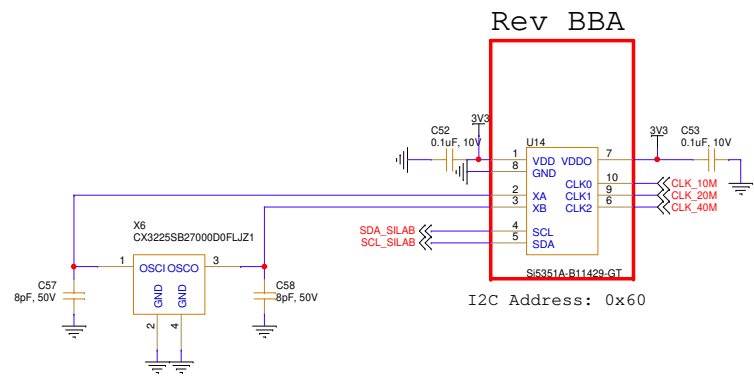 Rev BBA
C52
0.1uF, 10V
3V3
U14
3V3
C53
0.1uF, 10V
1 VDD VDDO 7
8 GND
CLK0 10 CLK_10M
2 XA CLK1 9 CLK_20M
3 XB CLK2 6 CLK_40M
SDA_SILAB 4 SCL
SCL_SILAB 5 SDA
Si5351A-B11429-GT
I2C Address: 0x60
X6
CX3225SB27000D0FLJZ1
1 OSCI OSCO 3
GND GND
2 4
C57
8pF, 50V
C58
8pF, 50V